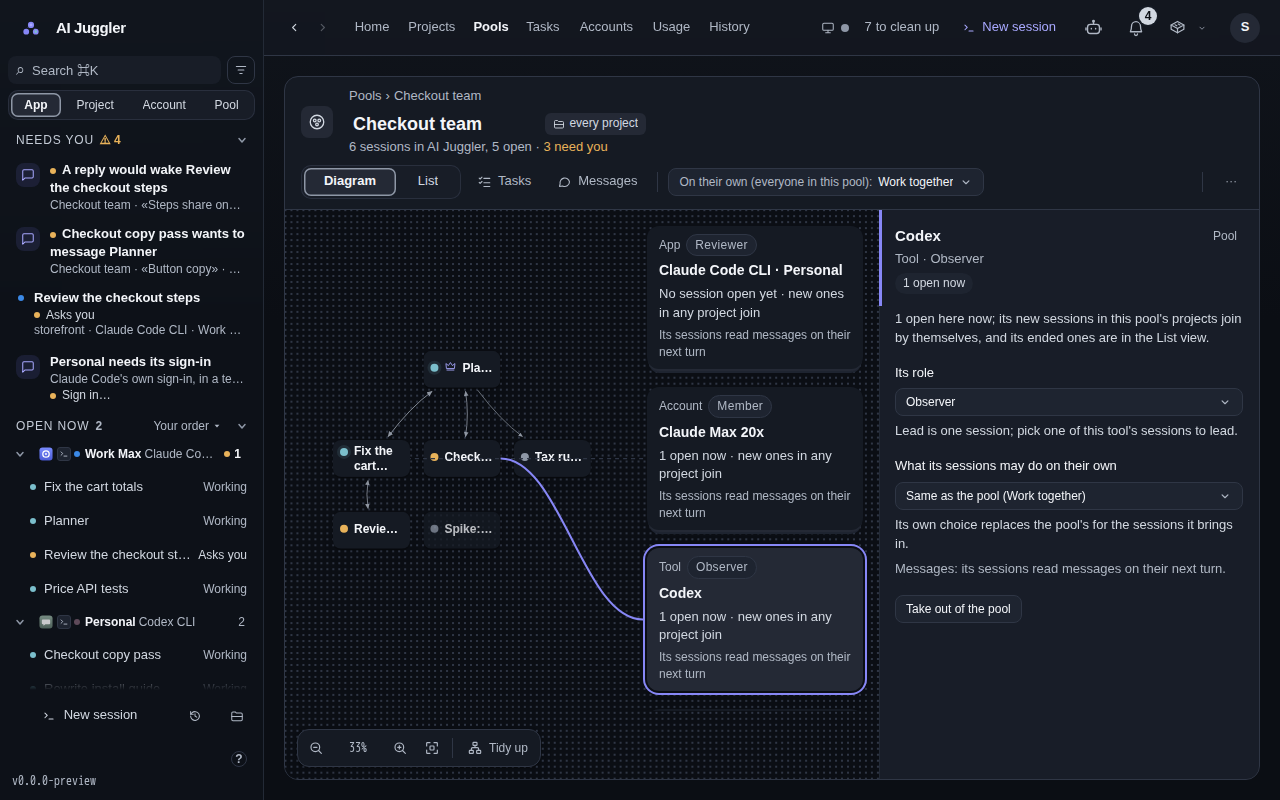 AI Juggler
Search ⌘K
App
Project
Account
Pool
NEEDS YOU 4
A reply would wake Review the checkout steps
Checkout team · «Steps share on…
Checkout copy pass wants to message Planner
Checkout team · «Button copy» · …
Review the checkout steps
Asks you
storefront · Claude Code CLI · Work …
Personal needs its sign-in
Claude Code's own sign-in, in a te…
Sign in…
OPEN NOW 2
Your order
Work Max Claude Co… 1
Fix the cart totals Working
Planner Working
Review the checkout st… Asks you
Price API tests Working
Personal Codex CLI 2
Checkout copy pass Working
Rewrite install guide Working
New session
?
v0.0.0-preview
Home
Projects
Pools
Tasks
Accounts
Usage
History
7 to clean up
New session
4
S
Pools › Checkout team
Checkout team
every project
6 sessions in AI Juggler, 5 open · 3 need you
Diagram
List
Tasks
Messages
On their own (everyone in this pool): Work together
Pla…
Fix the
cart…
Check…
Tax ru…
Revie…
Spike:…
App Reviewer
Claude Code CLI · Personal
No session open yet · new ones
in any project join
Its sessions read messages on their
next turn
Account Member
Claude Max 20x
1 open now · new ones in any
project join
Its sessions read messages on their
next turn
Tool Observer
Codex
1 open now · new ones in any
project join
Its sessions read messages on their
next turn
33%
Tidy up
Codex
Pool
Tool · Observer
1 open now
1 open here now; its new sessions in this pool's projects join
by themselves, and its ended ones are in the List view.
Its role
Observer
Lead is one session; pick one of this tool's sessions to lead.
What its sessions may do on their own
Same as the pool (Work together)
Its own choice replaces the pool's for the sessions it brings
in.
Messages: its sessions read messages on their next turn.
Take out of the pool